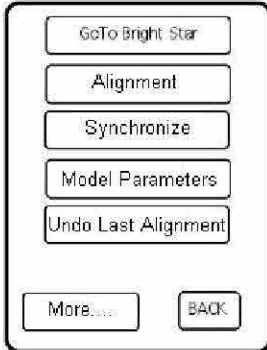 GoTo Bright Star
Alignment
Synchronize
Model Parameters
Undo Last Alignment
More.....
BACK